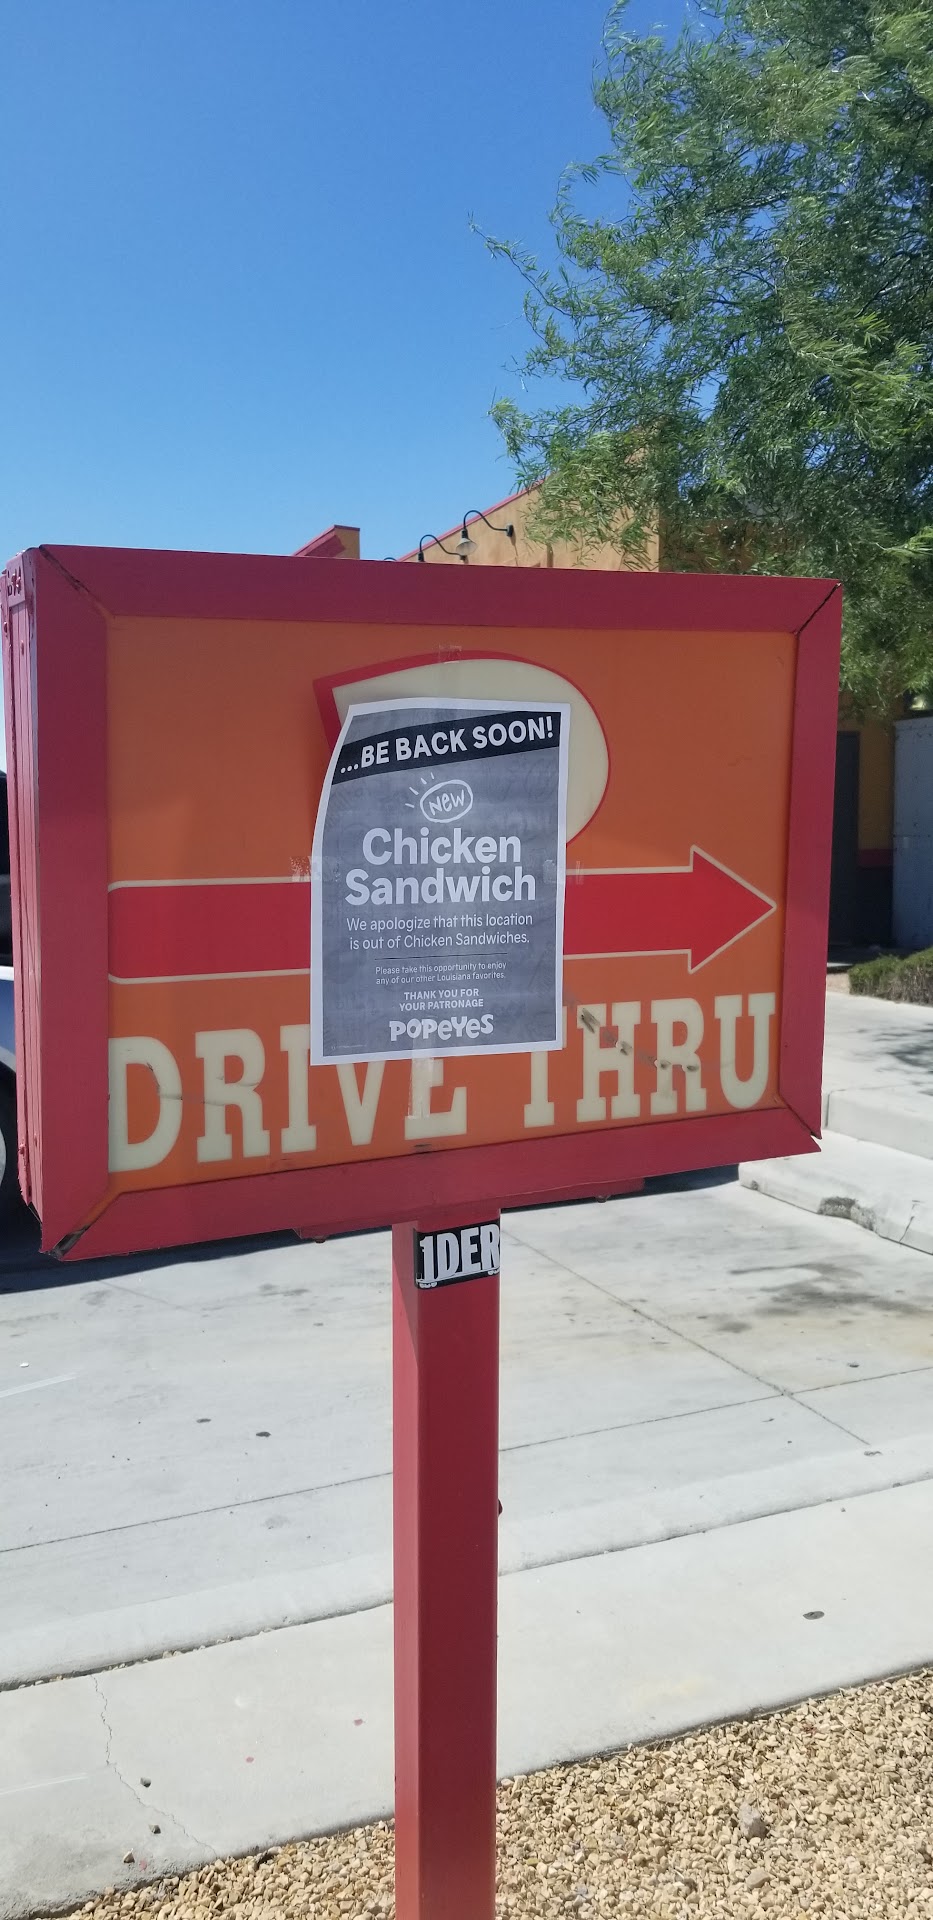 ...BE BACK SOON!
New
Chicken
Sandwich
We apologize that this location
is out of Chicken Sandwiches.
Please take this opportunity to enjoy
any of our other Louisiana favorites.
THANK YOU FOR
YOUR PATRONAGE
POPEYES
DRIVE THRU
1DER